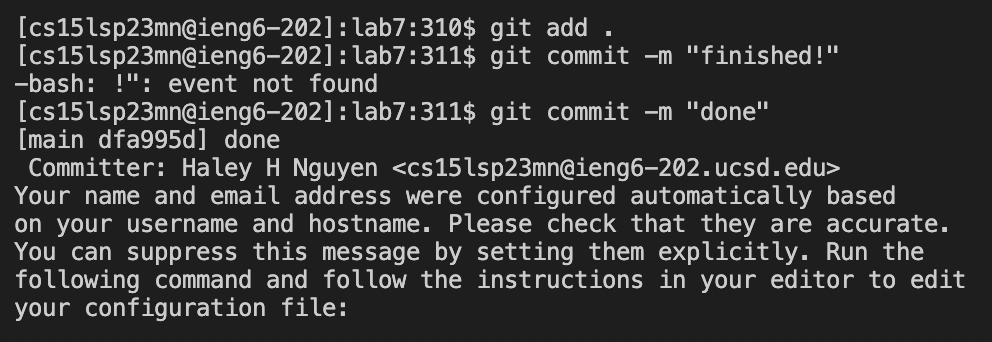 [cs15lsp23mn@ieng6-202]:lab7:310$ git add .
[cs15lsp23mn@ieng6-202]:lab7:311$ git commit -m "finished!"
-bash: !": event not found
[cs15lsp23mn@ieng6-202]:lab7:311$ git commit -m "done"
[main dfa995d] done
 Committer: Haley H Nguyen <cs15lsp23mn@ieng6-202.ucsd.edu>
Your name and email address were configured automatically based
on your username and hostname. Please check that they are accurate.
You can suppress this message by setting them explicitly. Run the
following command and follow the instructions in your editor to edit
your configuration file: